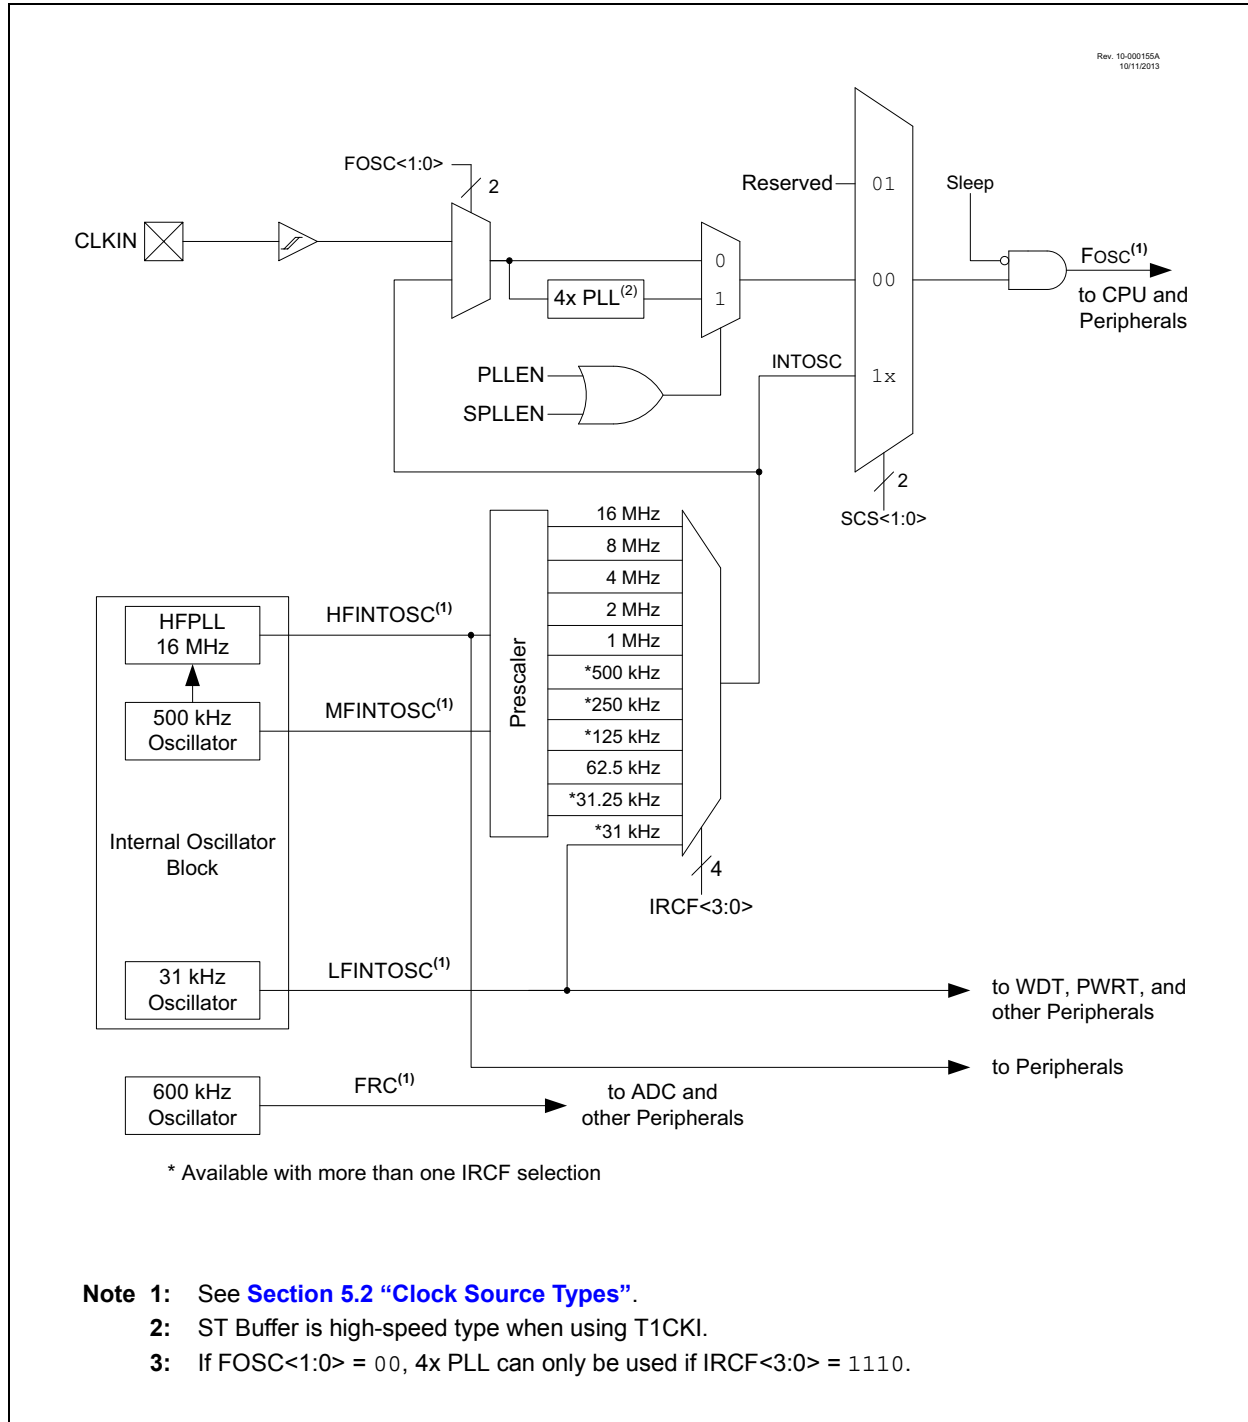 Rev. 10-000155A
10/11/2013
FOSC<1:0>
2
Reserved
01
Sleep
CLKIN
0
FOSC(1)
4x PLL(2)
1
00
to CPU and
Peripherals
PLLEN
INTOSC
1x
SPLLEN
2
SCS<1:0>
16 MHz
8 MHz
4 MHz
2 MHz
1 MHz
*500 kHz
*250 kHz
*125 kHz
62.5 kHz
*31.25 kHz
*31 kHz
HFPLL
16 MHz
HFINTOSC(1)
Prescaler
500 kHz
Oscillator
MFINTOSC(1)
Internal Oscillator
Block
4
IRCF<3:0>
31 kHz
Oscillator
LFINTOSC(1)
to WDT, PWRT, and
other Peripherals
to Peripherals
600 kHz
Oscillator
FRC(1)
to ADC and
other Peripherals
* Available with more than one IRCF selection
Note 1: See Section 5.2 “Clock Source Types”.
2: ST Buffer is high-speed type when using T1CKI.
3: If FOSC<1:0> = 00, 4x PLL can only be used if IRCF<3:0> = 1110.